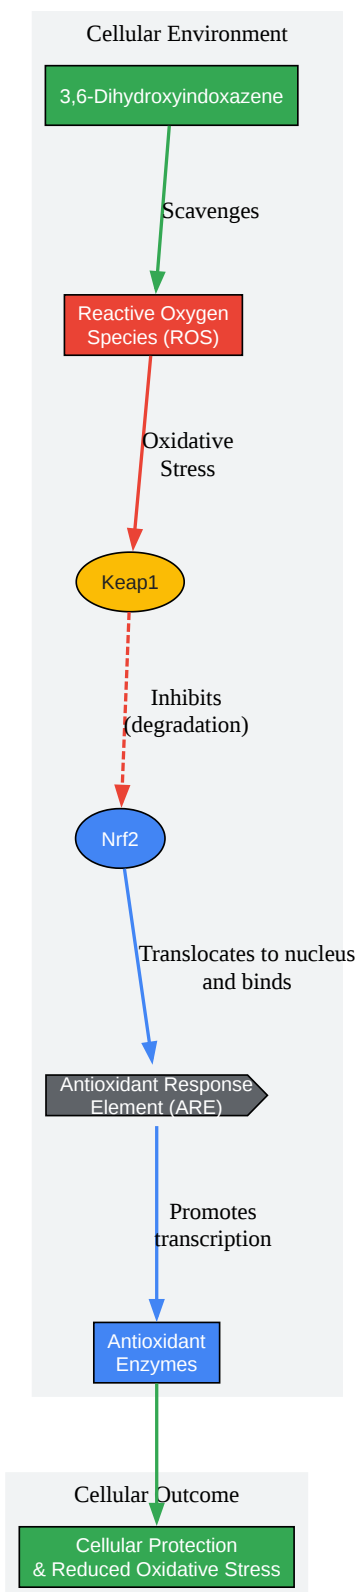 Cellular Environment
3,6-Dihydroxyindoxazene
Scavenges
Reactive Oxygen
Species (ROS)
Oxidative
Stress
Keap1
Inhibits
(degradation)
Nrf2
Translocates to nucleus
and binds
Antioxidant Response
Element (ARE)
Promotes
transcription
Antioxidant
Enzymes
Cellular Outcome
Cellular Protection
& Reduced Oxidative Stress